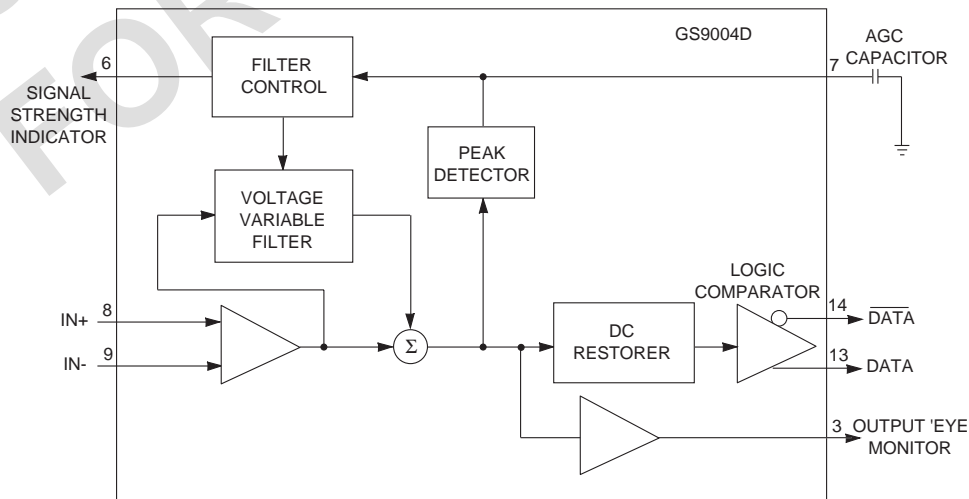 GS9004D
AGC
CAPACITOR
6
7
FILTER
CONTROL
SIGNAL
STRENGTH
INDICATOR
PEAK
DETECTOR
VOLTAGE
VARIABLE
FILTER
LOGIC
COMPARATOR
IN+
8
14
DATA
DC
RESTORER
Σ
IN-
9
13
DATA
3
OUTPUT 'EYE
MONITOR
FOR